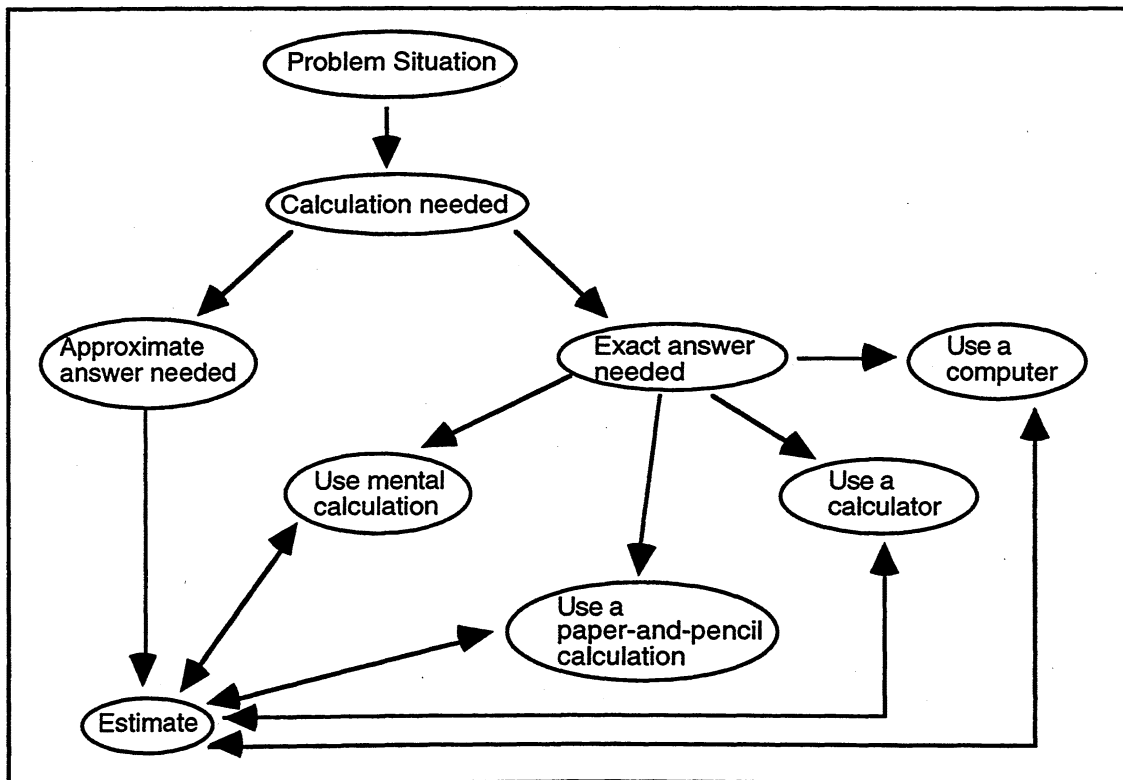 Problem Situation
Calculation needed
Approximate
answer needed
Exact answer
needed
Use a
computer
Use mental
calculation
Use a
calculator
Use a
paper-and-pencil
calculation
Estimate